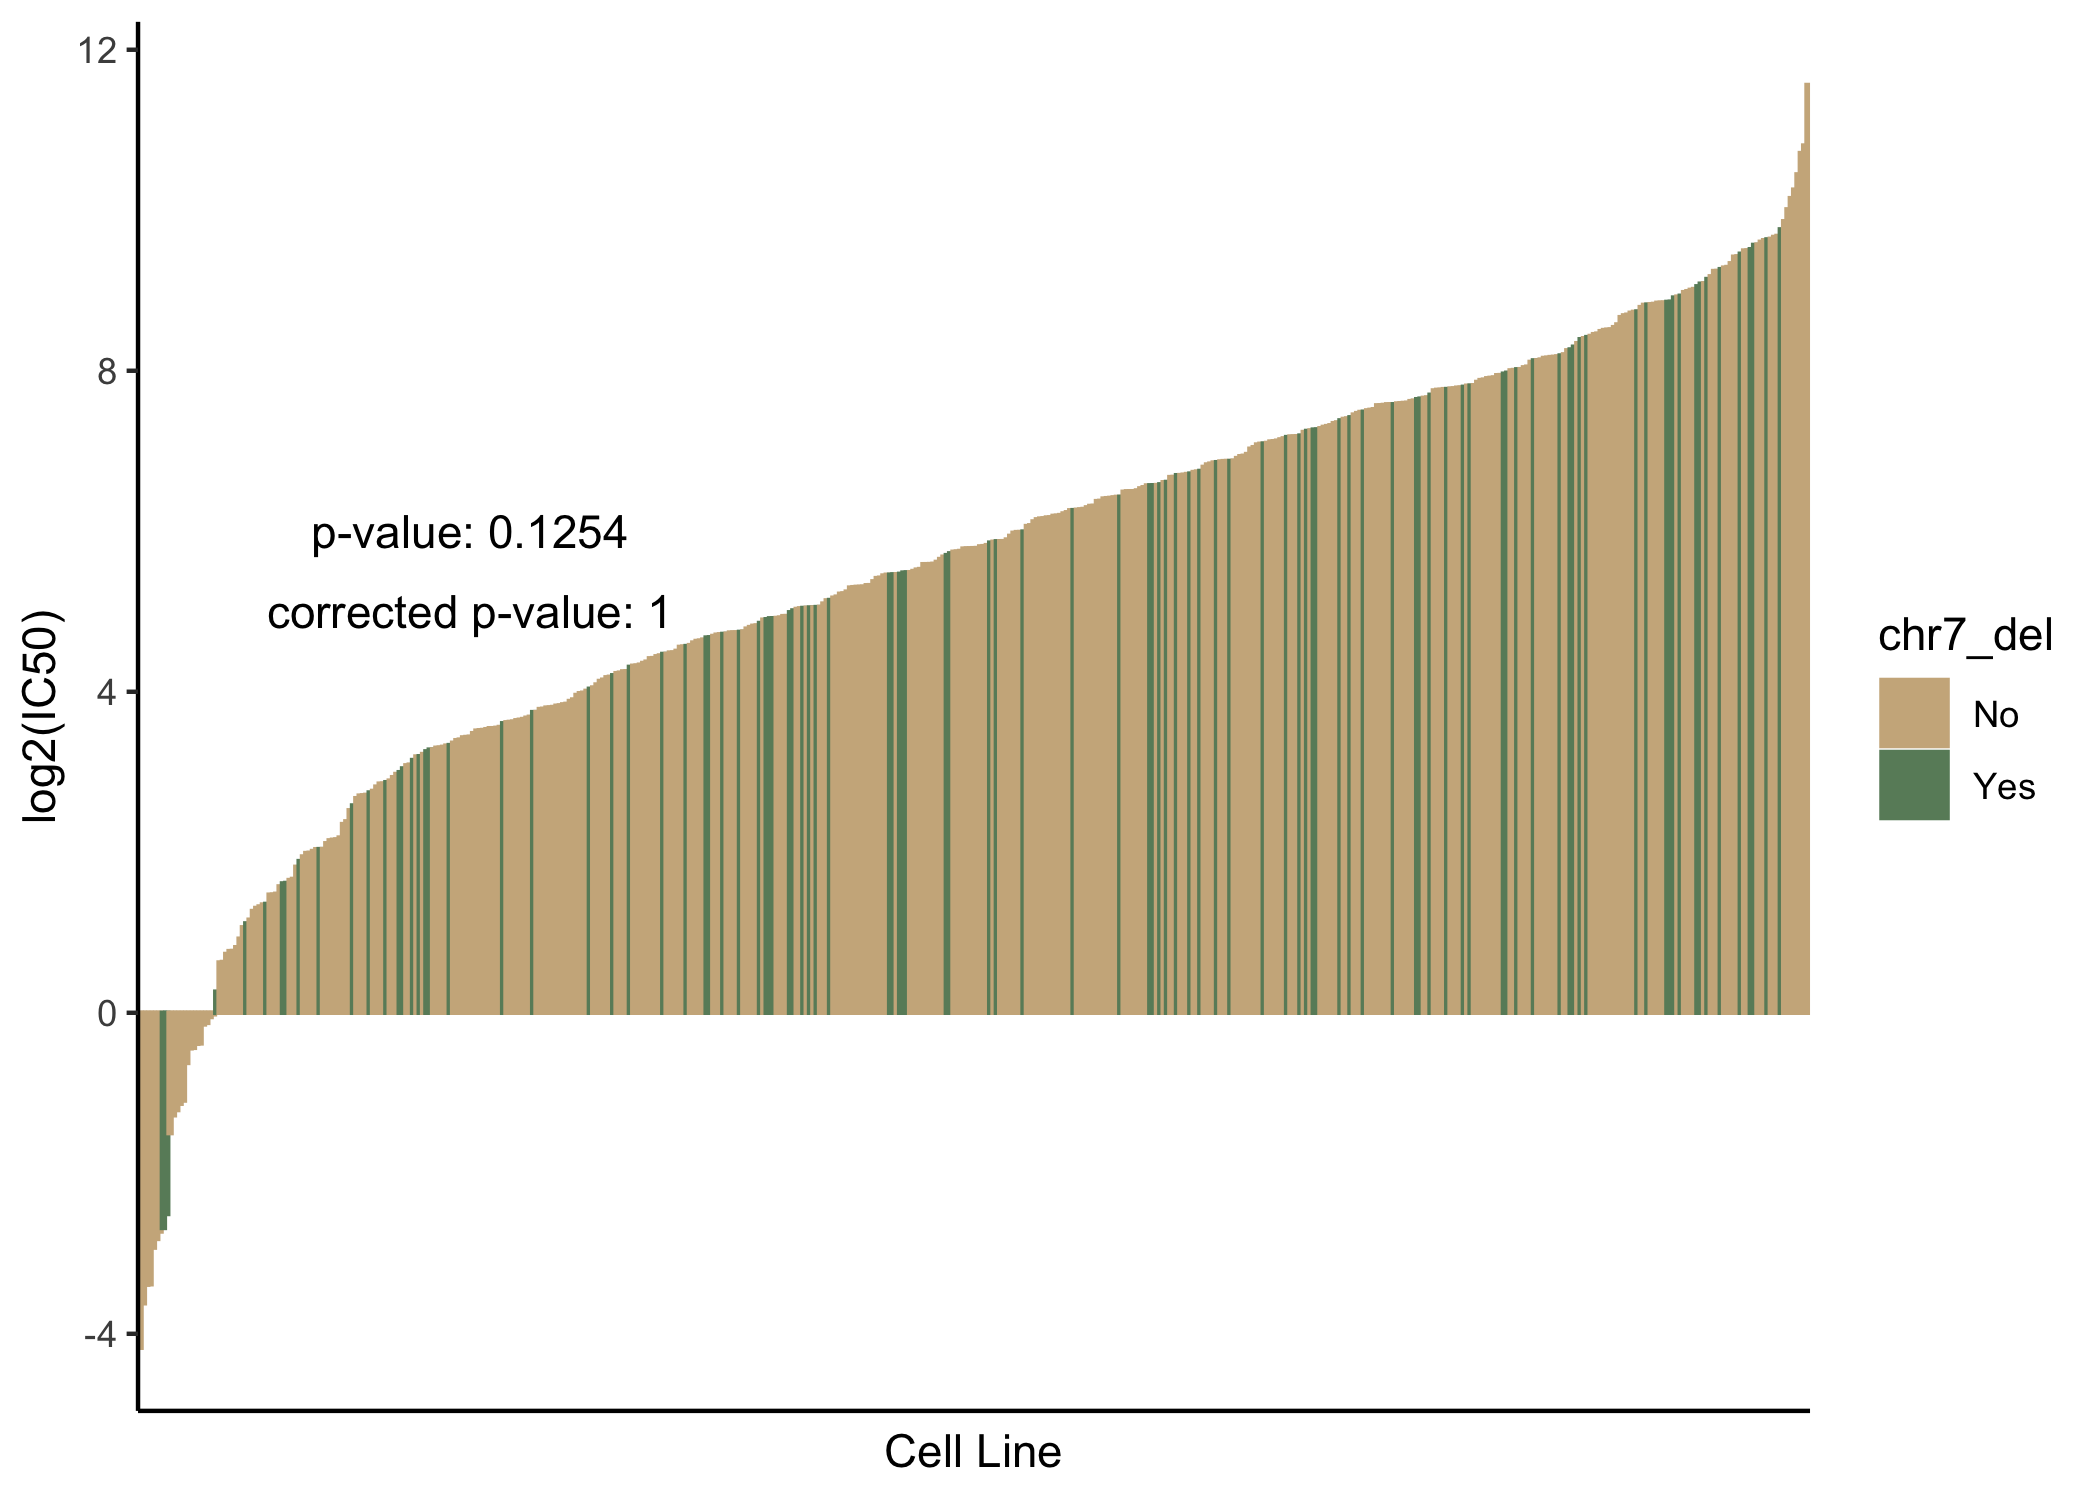 12
8
4
0
-4
log2(IC50)
p-value: 0.1254
corrected p-value: 1
Cell Line
chr7_del
No
Yes